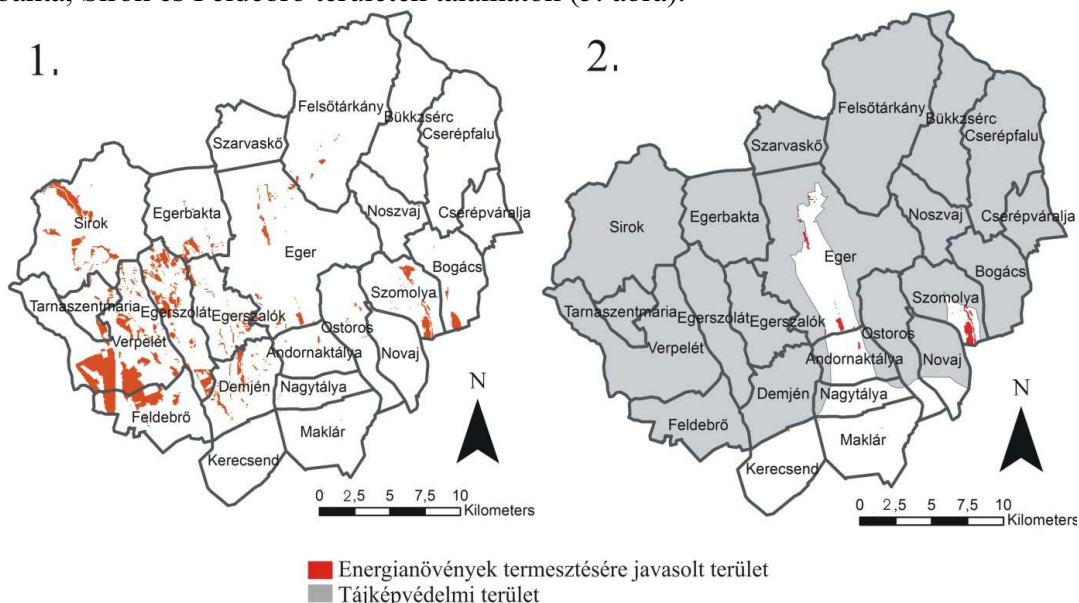 bakta, Sirok és Feldebrő területén találhatók (5. ábra).
1.
Felsőtárkány
Bükkzsérc
Cserépfalu
Szarvaskő
Sirok
Egerbakta
Noszvaj
Cserépváralja
Eger
Bogács
Szomolya
Tarnaszentmária
Egerszólát
Egerszalók
Ostoros
Verpelét
Andornaktálya
Novaj
Demjén
Nagytálya
Feldebrő
Maklár
Kerecsend
N
0 2,5 5 7,5 10
Kilometers
2.
Felsőtárkány
Bükkzsérc
Cserépfalu
Szarvaskő
Sirok
Egerbakta
Noszvaj
Cserépváralja
Eger
Bogács
Szomolya
Tarnaszentmária
Egerszólát
Egerszalók
Ostoros
Verpelét
Andornaktálya
Novaj
Demjén
Nagytálya
Feldebrő
Maklár
Kerecsend
N
0 2,5 5 7,5 10
Kilometers
Energianövények termesztésére javasolt terület
Tájképvédelmi terület